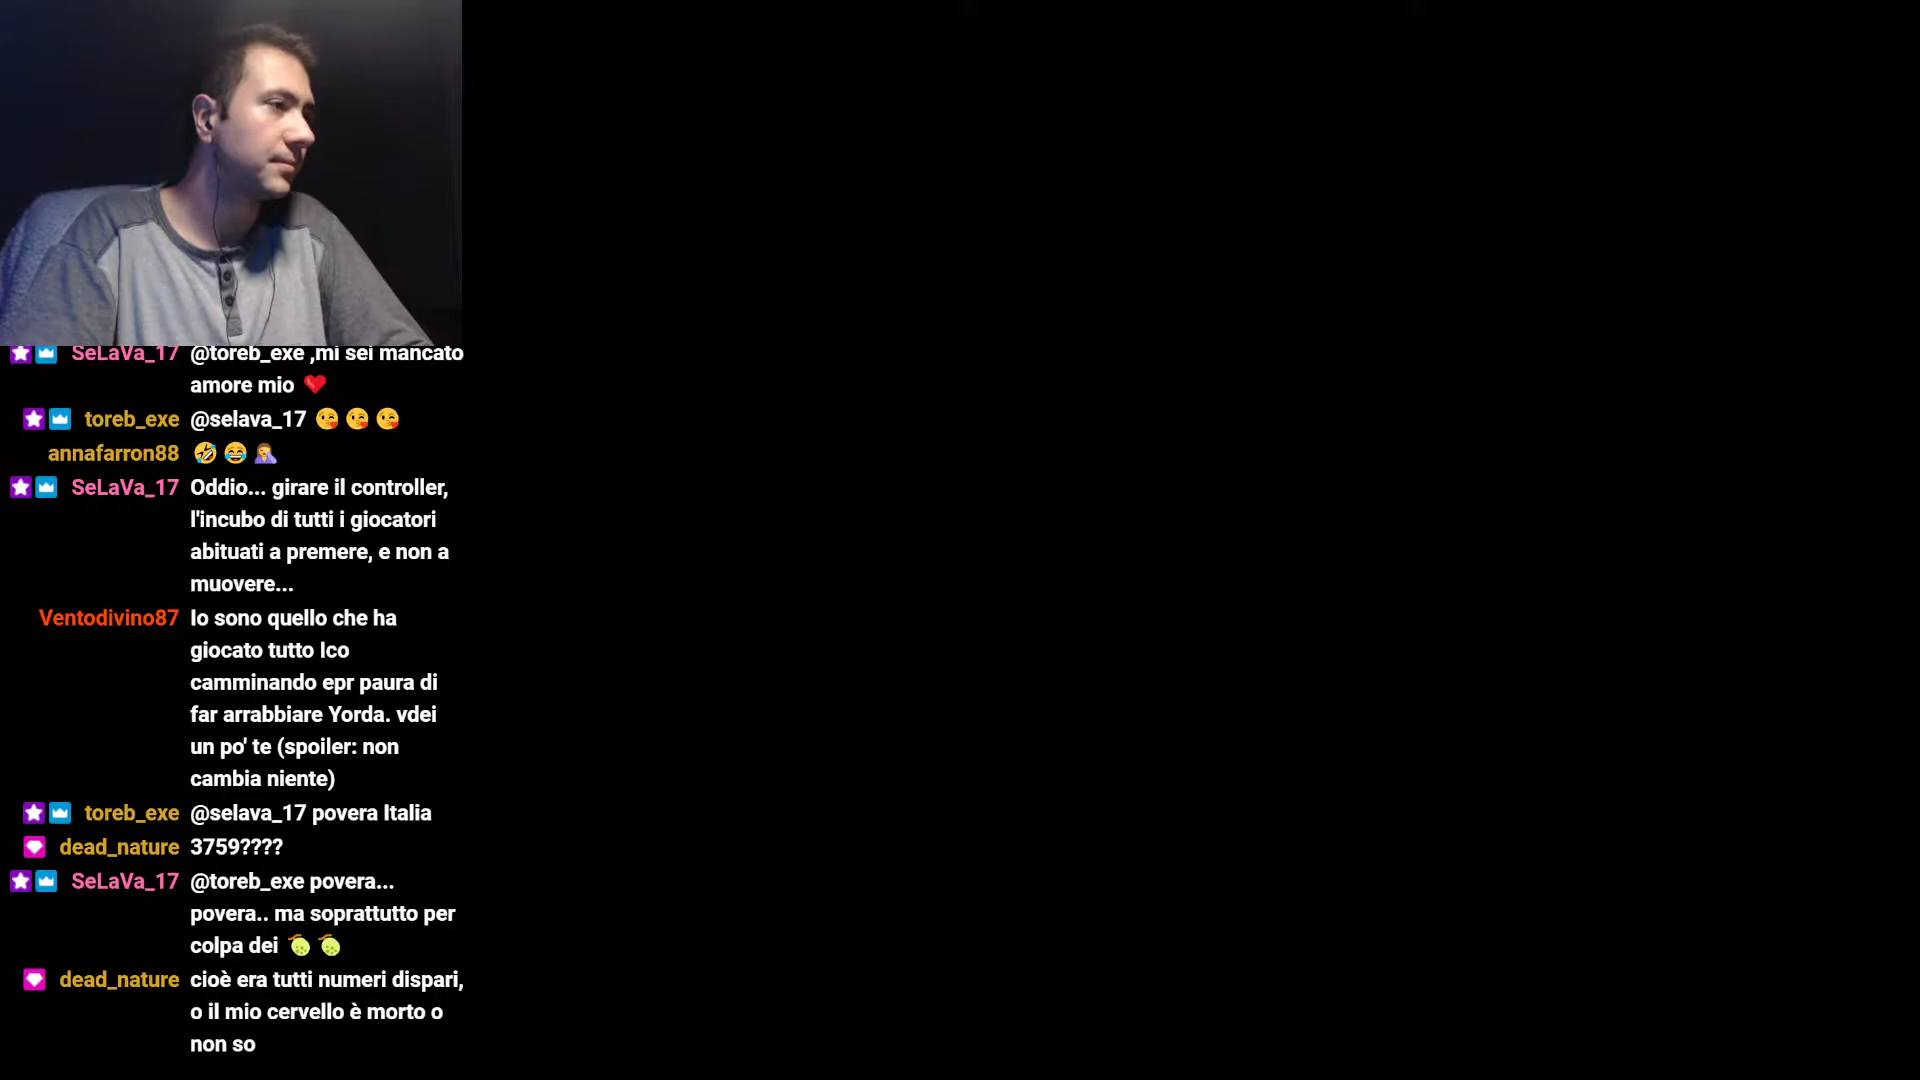 SeLaVa_17 @toreb_exe ,mi sei mancato
amore mio ❤️
toreb_exe @selava_17 😘 😘 😘
annafarron88 🤣 😂 🤦‍♀️
SeLaVa_17 Oddio... girare il controller,
l'incubo di tutti i giocatori
abituati a premere, e non a
muovere...
Ventodivino87 Io sono quello che ha
giocato tutto Ico
camminando epr paura di
far arrabbiare Yorda. vdei
un po' te (spoiler: non
cambia niente)
toreb_exe @selava_17 povera Italia
dead_nature 3759????
SeLaVa_17 @toreb_exe povera...
povera.. ma soprattutto per
colpa dei 🍈 🍈
dead_nature cioè era tutti numeri dispari,
o il mio cervello è morto o
non so